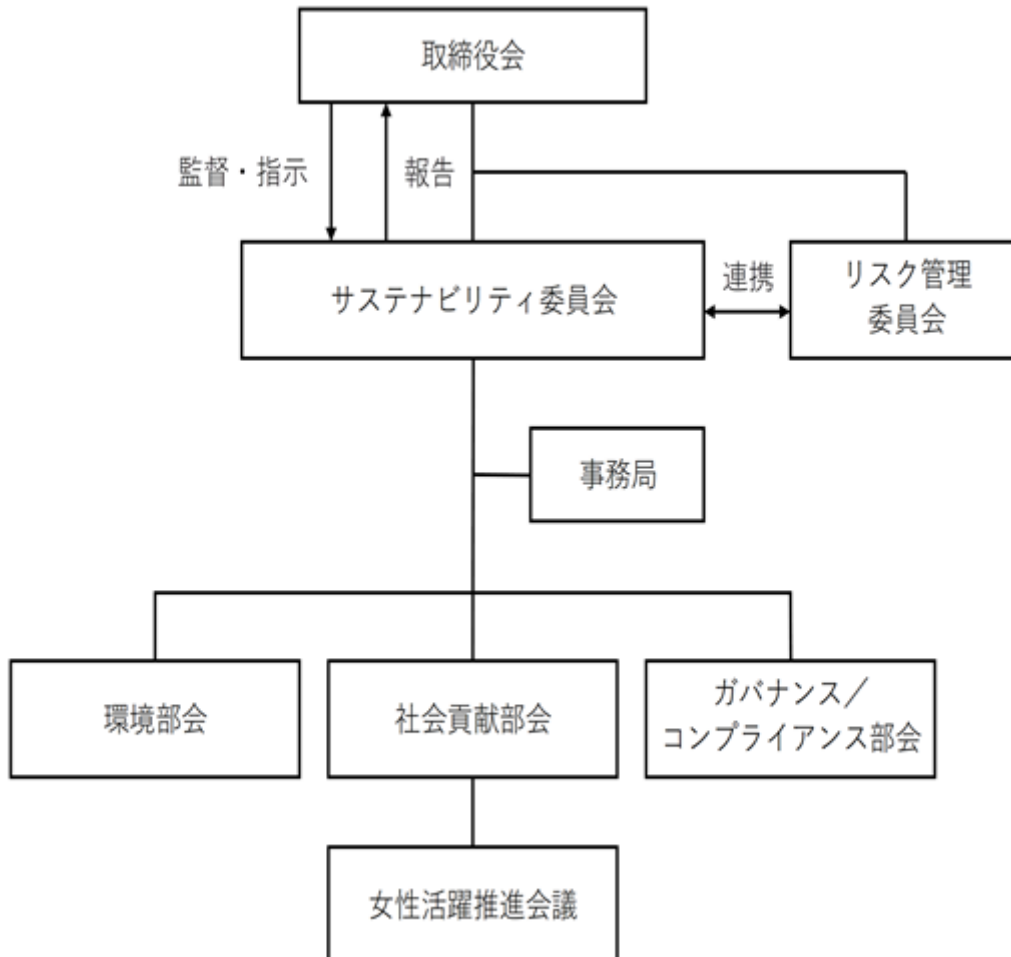 取締役会
監督・指示
報告
サステナビリティ委員会
連携
リスク管理
委員会
事務局
環境部会
社会貢献部会
ガバナンス／
コンプライアンス部会
女性活躍推進会議